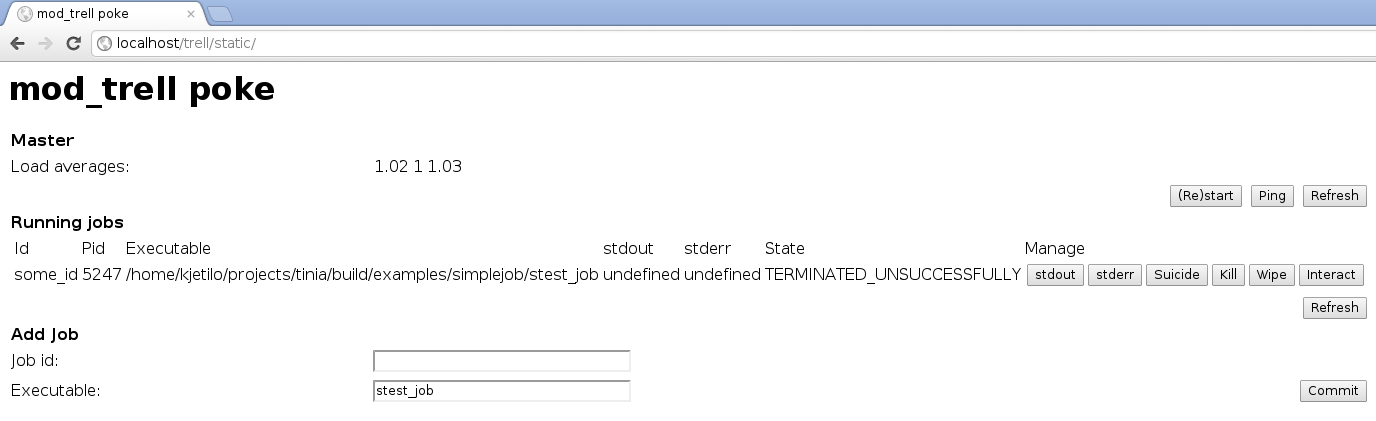 mod_trell poke
localhost/trell/static/
mod_trell poke
Master
Load averages: 1.02 1 1.03
(Re)start Ping Refresh
Running jobs
Id Pid Executable stdout stderr State Manage
some_id 5247 /home/kjetilo/projects/tinia/build/examples/simplejob/stest_job undefined undefined TERMINATED_UNSUCCESSFULLY stdout stderr Suicide Kill Wipe Interact
Refresh
Add Job
Job id:
Executable: stest_job Commit